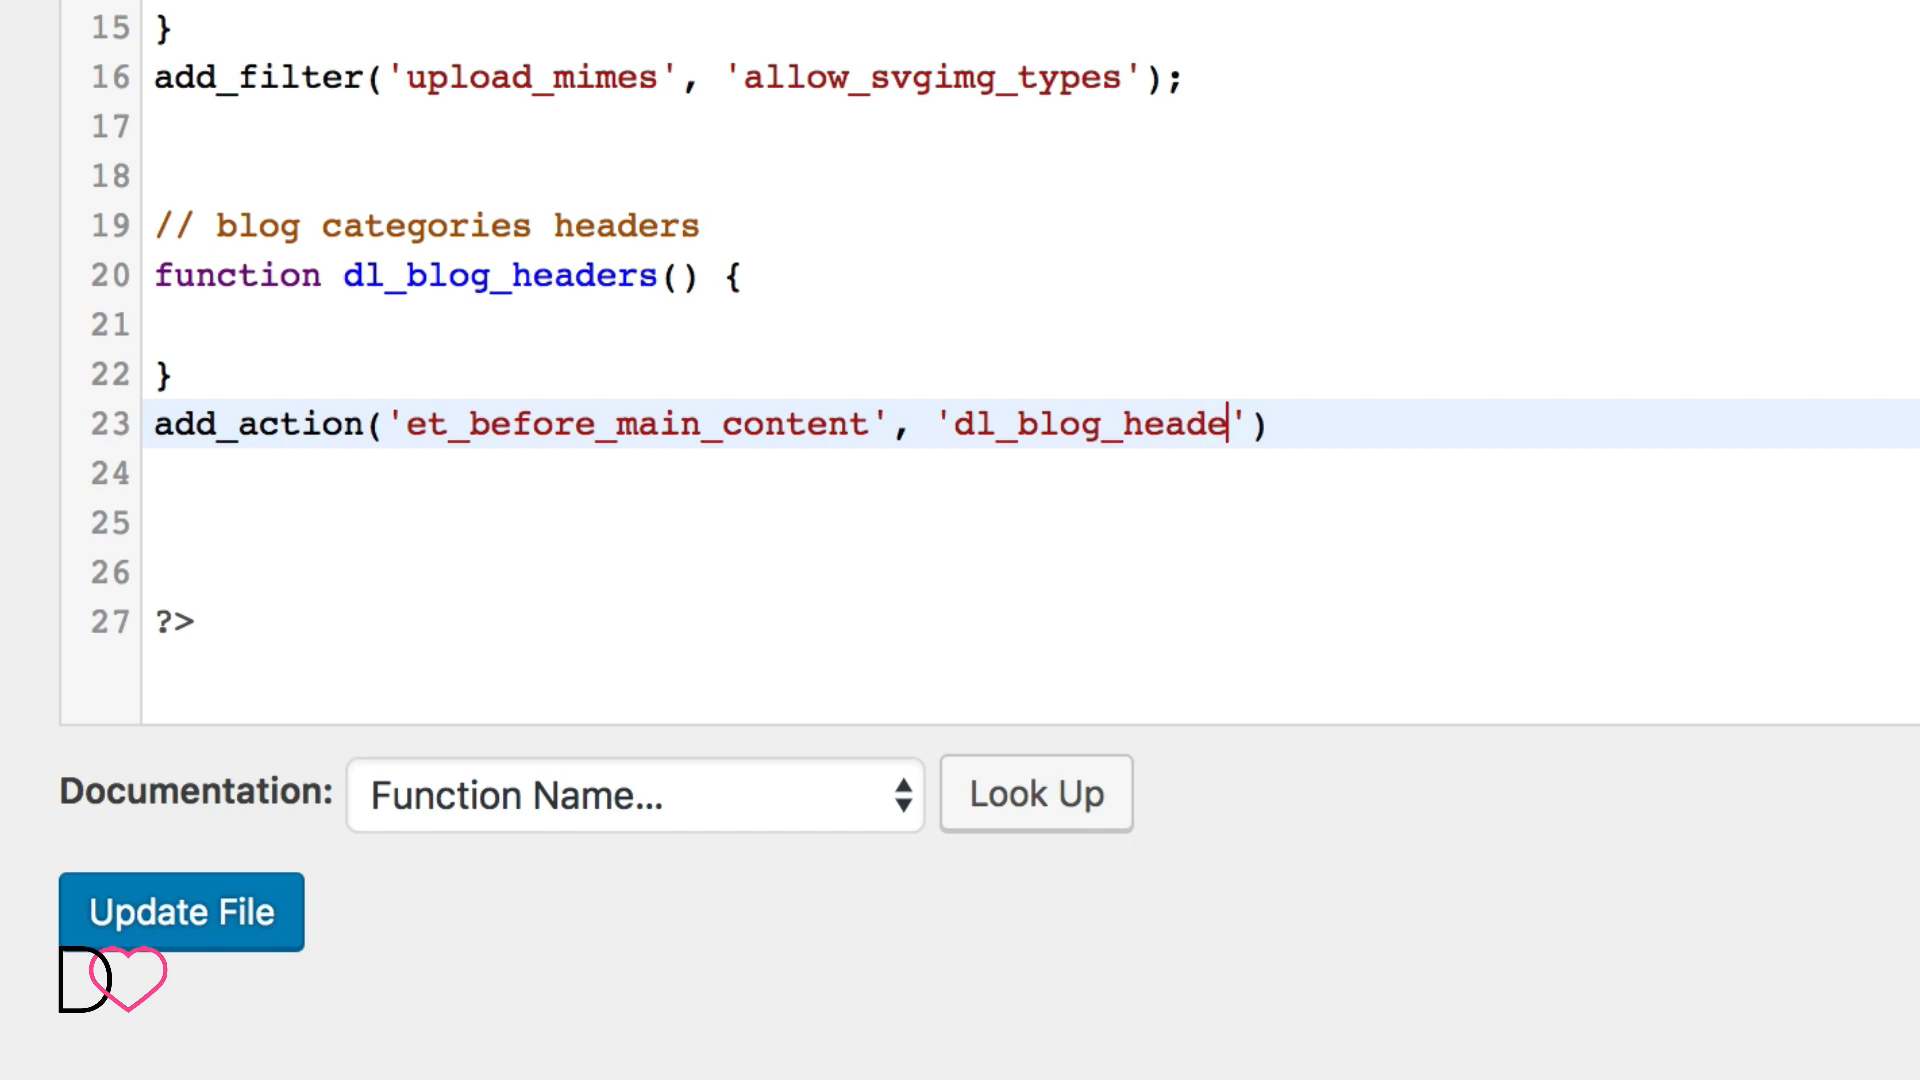 15 }
16 add_filter('upload_mimes', 'allow_svgimg_types');
17
18
19 // blog categories headers
20 function dl_blog_headers() {
21
22 }
23 add_action('et_before_main_content', 'dl_blog_heade')
24
25
26
27 ?>
Documentation: Function Name... Look Up
Update File
D